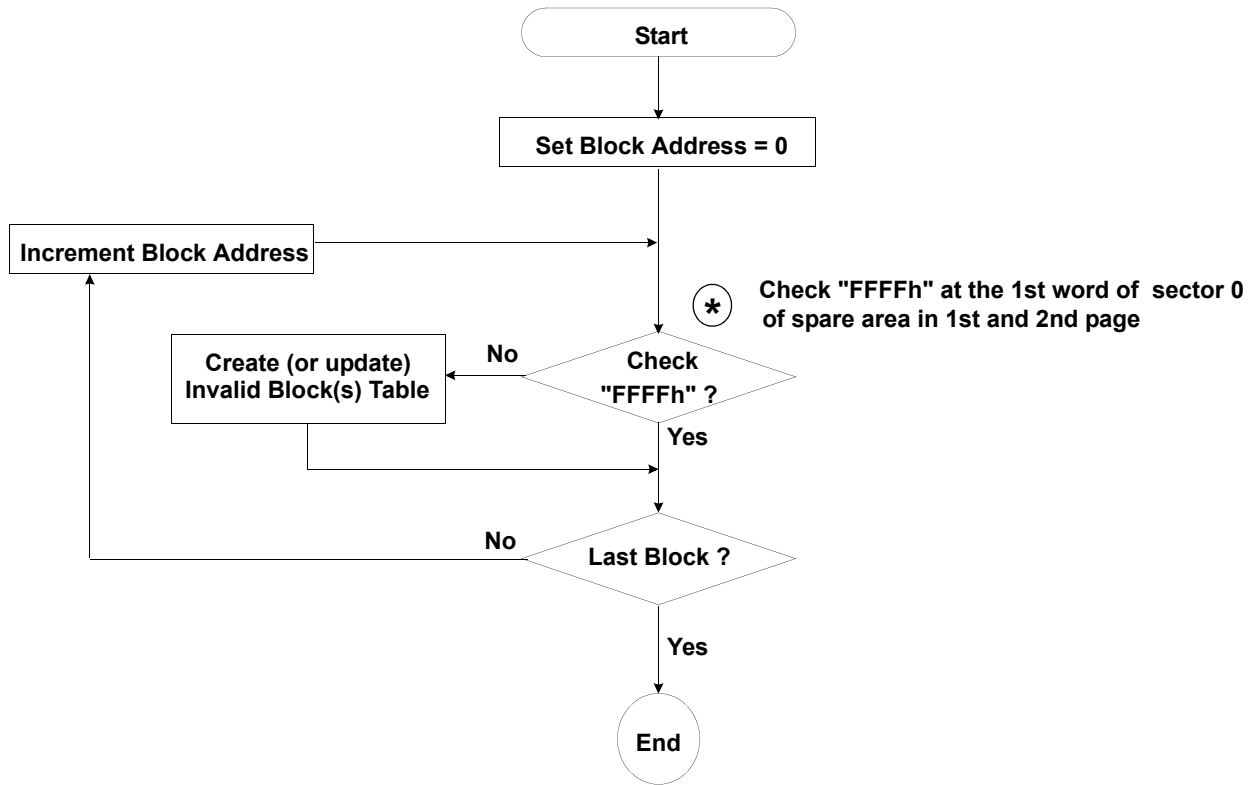 Start
Set Block Address = 0
Increment Block Address
*
Check "FFFFh" at the 1st word of sector 0
of spare area in 1st and 2nd page
Create (or update)
Invalid Block(s) Table
No
Check
"FFFFh" ?
Yes
No
Last Block ?
Yes
End